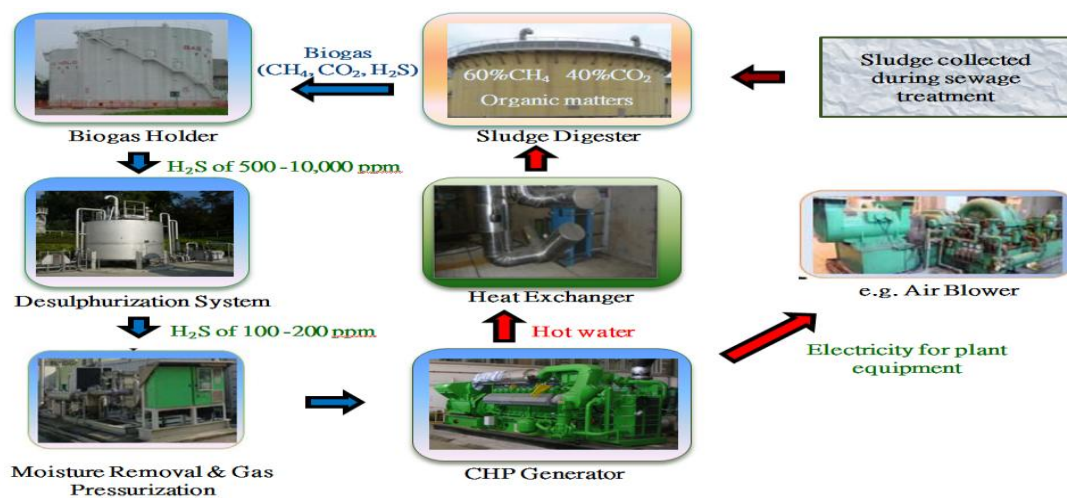 Biogas
(CH₄, CO₂, H₂S)
60%CH₄ 40%CO₂
Organic matters
Sludge collected
during sewage
treatment
Biogas Holder
Sludge Digester
H₂S of 500-10,000 ppm
Desulphurization System
Heat Exchanger
e.g. Air Blower
H₂S of 100-200 ppm
Hot water
Electricity for plant
equipment
Moisture Removal & Gas
Pressurization
CHP Generator